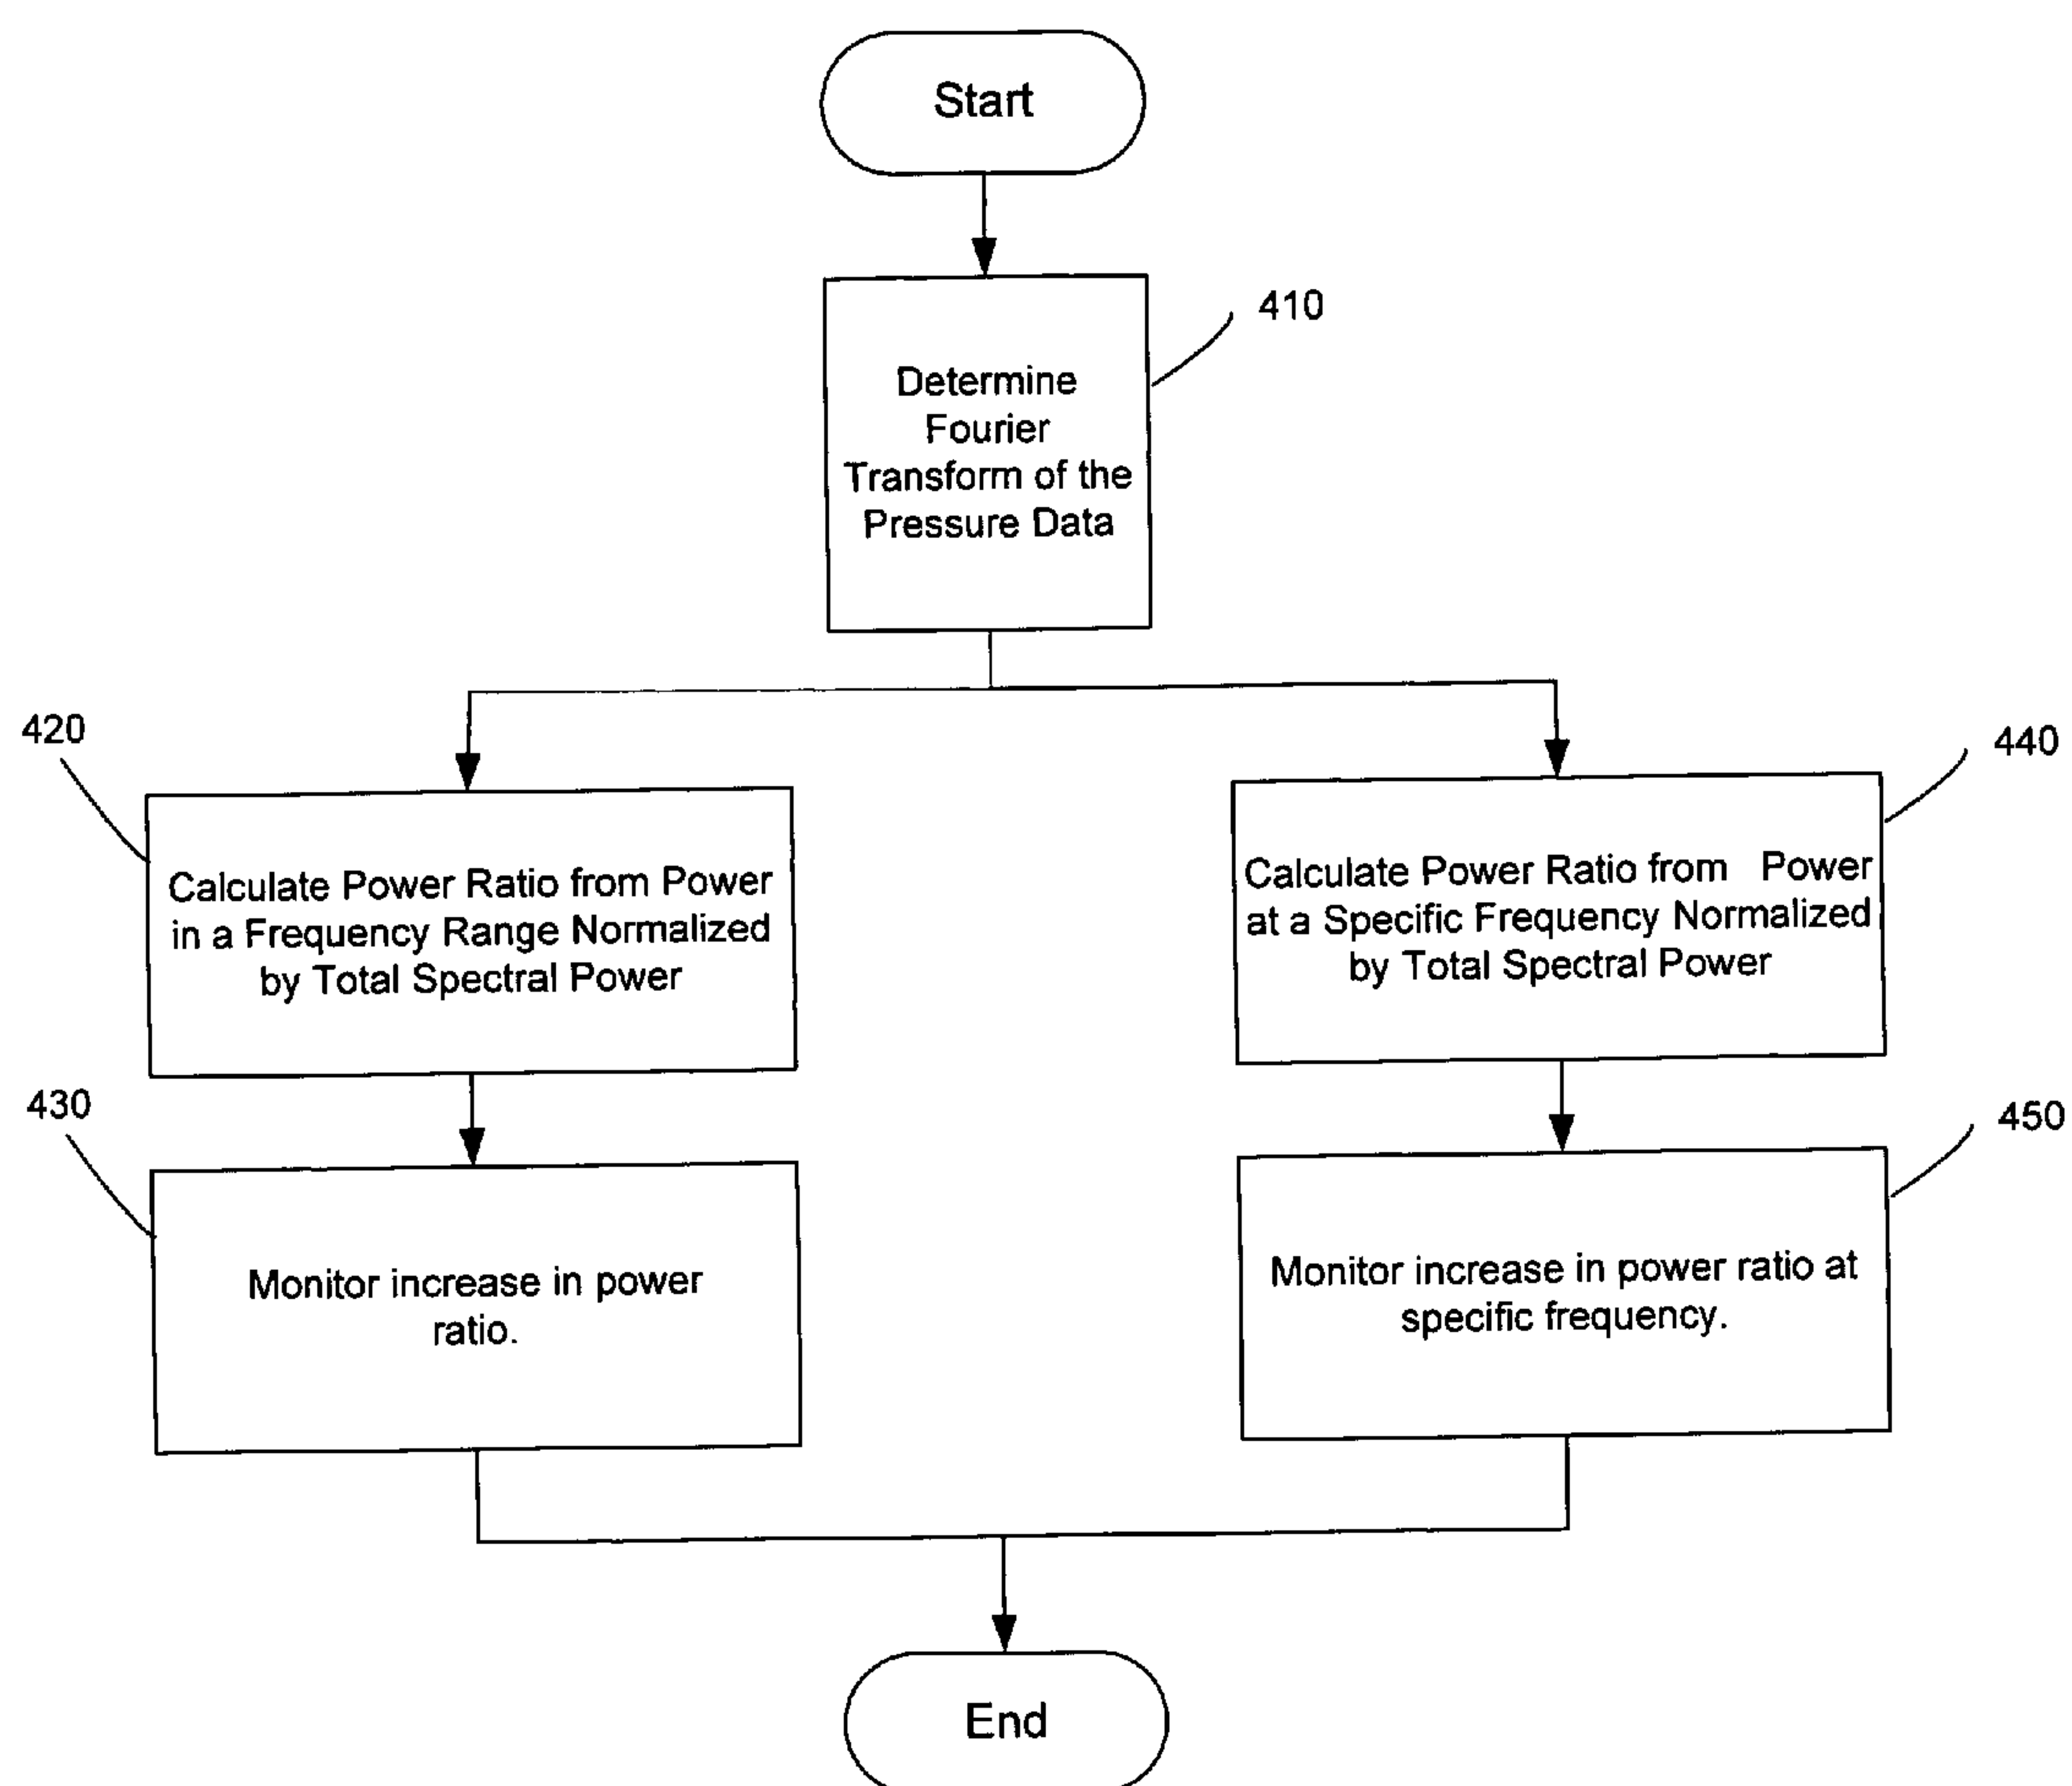 Start
410
Determine
Fourier
Transform of the
Pressure Data
420
Calculate Power Ratio from Power
in a Frequency Range Normalized
by Total Spectral Power
440
Calculate Power Ratio from Power
at a Specific Frequency Normalized
by Total Spectral Power
430
Monitor increase in power
ratio.
450
Monitor increase in power ratio at
specific frequency.
End